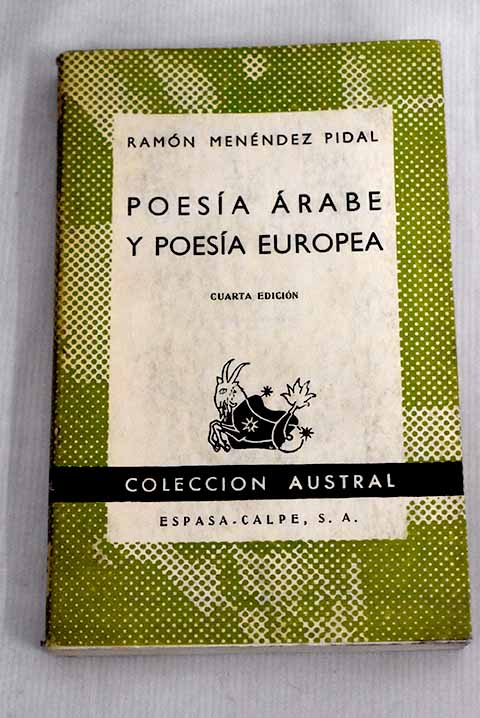 RAMÓN MENÉNDEZ PIDAL
POESÍA ÁRABE
Y POESÍA EUROPEA
CUARTA EDICIÓN
COLECCION AUSTRAL
ESPASA-CALPE, S. A.